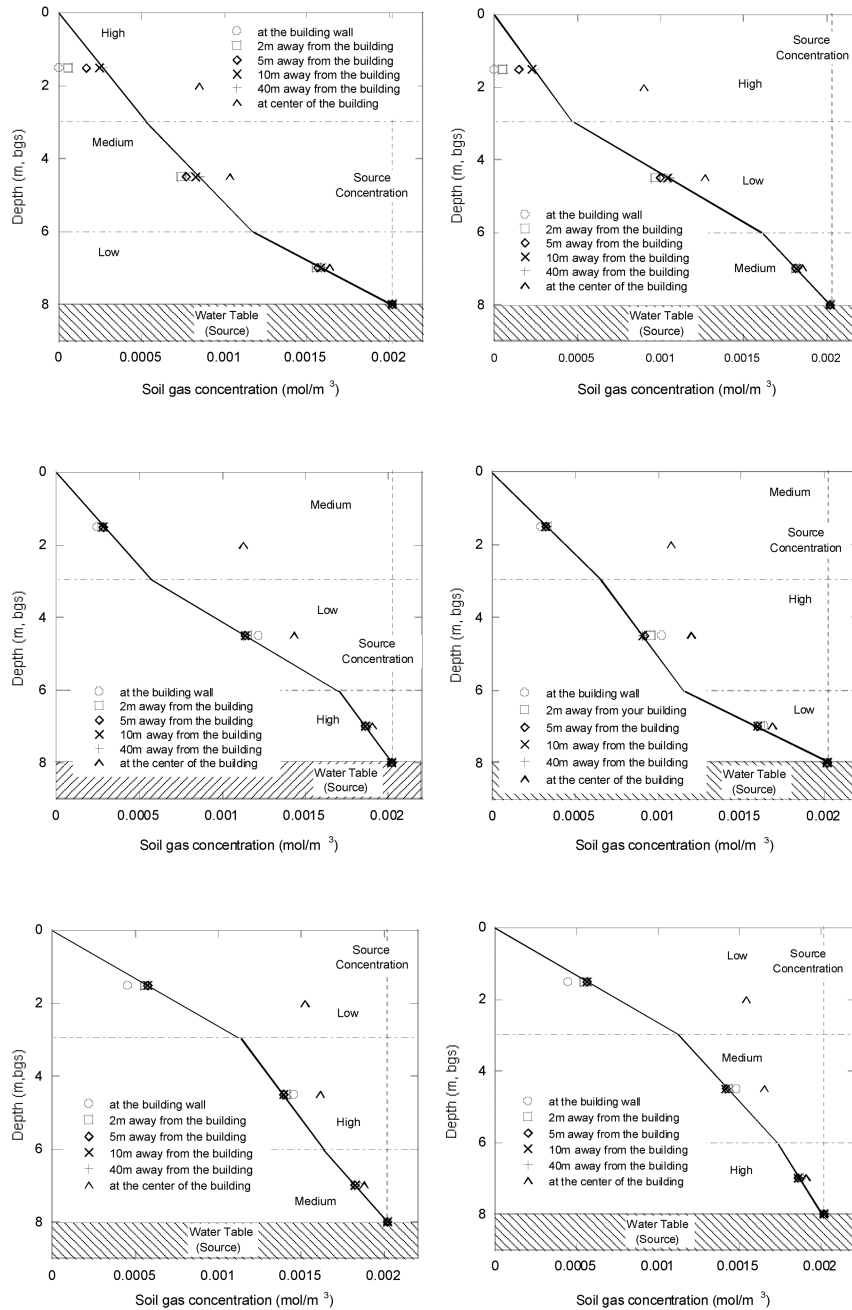 0
2
4
6
8
Depth (m, bgs)
High
Medium
Low
at the building wall
2m away from the building
5m away from the building
10m away from the building
40m away from the building
at center of the building
Source
Concentration
Water Table
(Source)
0
0.0005
0.001
0.0015
0.002
Soil gas concentration (mol/m 3)
0
2
4
6
8
Depth (m, bgs)
Source
Concentration
High
Low
at the building wall
2m away from the building
5m away from the building
10m away from the building
40m away from the building
at the center of the building
Medium
Water Table
(Source)
0
0.0005
0.001
0.0015
0.002
Soil gas concentration (mol/m 3)
0
2
4
6
8
Depth (m, bgs)
Medium
Low
Source
Concentration
at the building wall
2m away from the building
5m away from the building
10m away from the building
40m away from the building
at the center of the building
High
Water Table
(Source)
0
0.0005
0.001
0.0015
0.002
Soil gas concentration (mol/m 3)
0
2
4
6
8
Depth (m, bgs)
Medium
Source
Concentration
High
at the building wall
2m away from your building
5m away from the building
10m away from the building
40m away from the building
at the center of the building
Low
Water Table
(Source)
0
0.0005
0.001
0.0015
0.002
Soil gas concentration (mol/m 3)
0
2
4
6
8
Depth (m,bgs)
Source
Concentration
Low
at the building wall
2m away from the building
5m away from the building
10m away from the building
40m away from the building
at the center of the building
High
Medium
Water Table
(Source)
0
0.0005
0.001
0.0015
0.002
Soil gas concentration (mol/m 3)
0
2
4
6
8
Depth (m, bgs)
Low
Source
Concentration
Medium
at the building wall
2m away from the building
5m away from the building
10m away from the building
40m away from the building
at the center of the building
High
Water Table
(Source)
0
0.0005
0.001
0.0015
0.002
Soil gas concentration (mol/m 3)